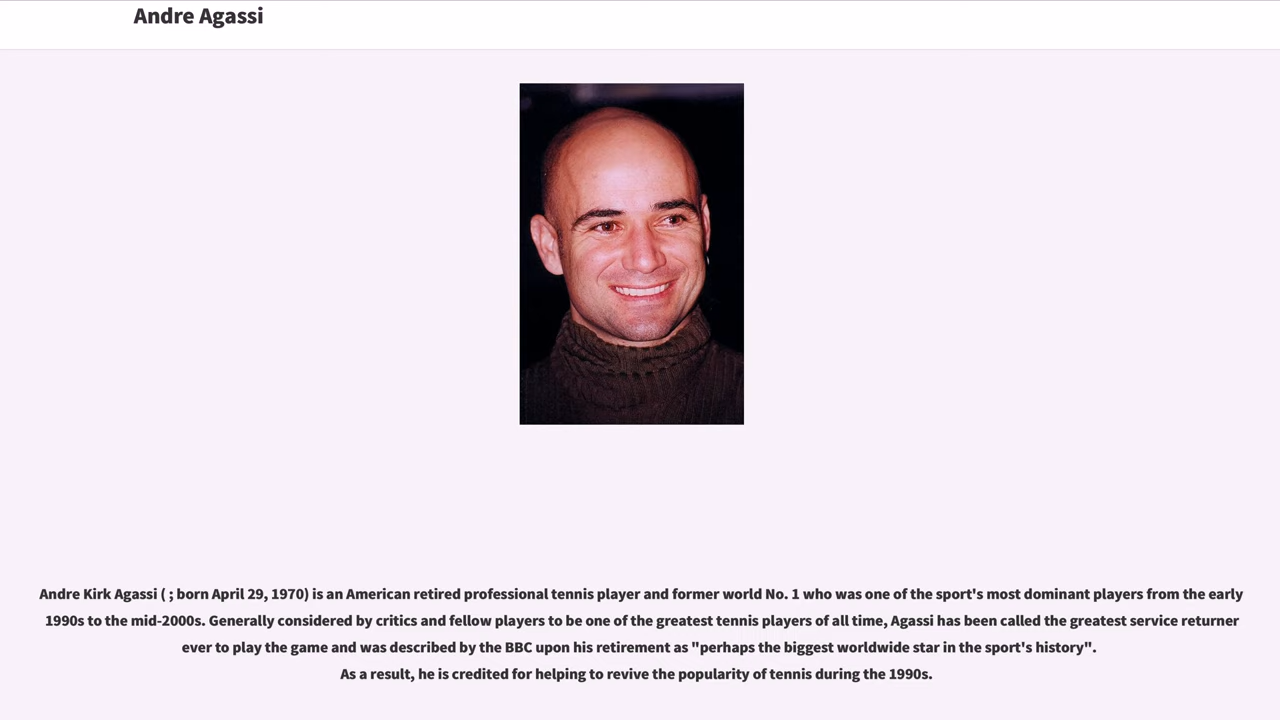 Andre Agassi
Andre Kirk Agassi ( ; born April 29, 1970) is an American retired professional tennis player and former world No. 1 who was one of the sport's most dominant players from the early
1990s to the mid-2000s. Generally considered by critics and fellow players to be one of the greatest tennis players of all time, Agassi has been called the greatest service returner
ever to play the game and was described by the BBC upon his retirement as "perhaps the biggest worldwide star in the sport's history".
As a result, he is credited for helping to revive the popularity of tennis during the 1990s.